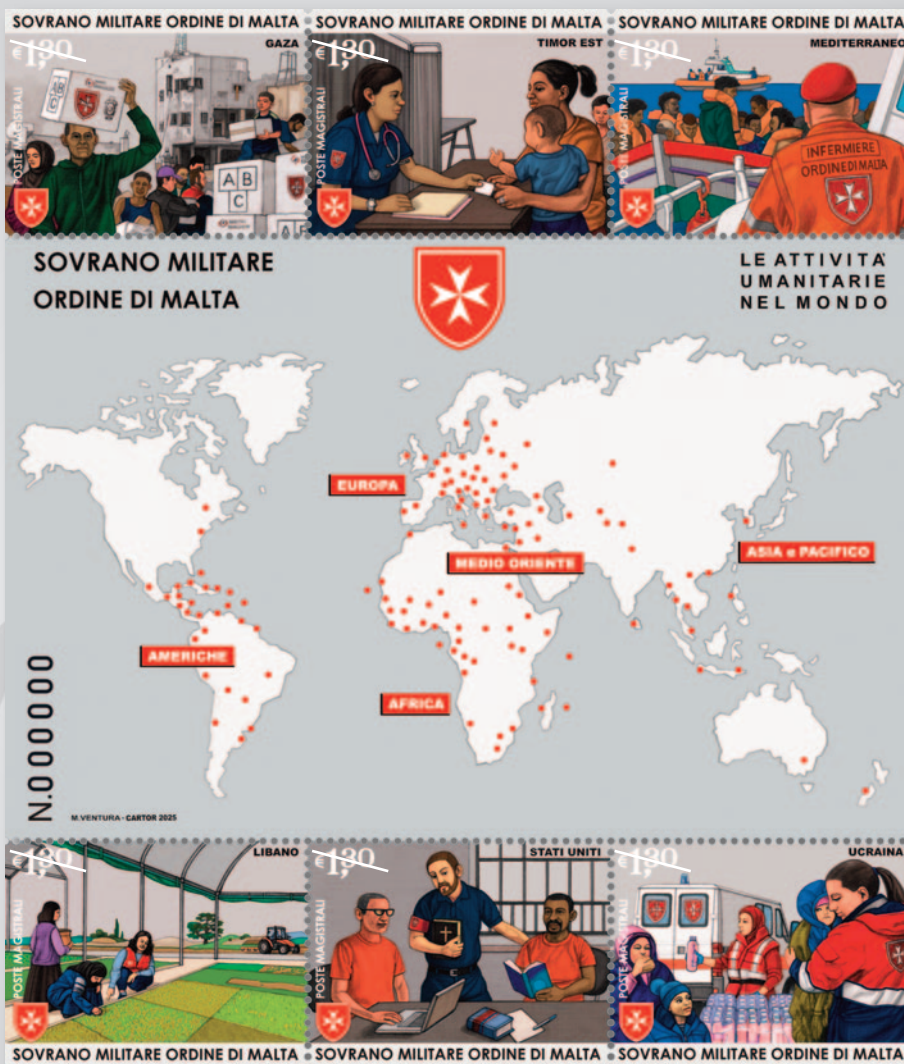 SOVRANO MILITARE ORDINE DI MALTA
€1,30
GAZA
POSTE MAGISTRALI
A B
C
A B
C
SOVRANO MILITARE ORDINE DI MALTA
€1,30
TIMOR EST
POSTE MAGISTRALI
SOVRANO MILITARE ORDINE DI MALTA
€1,30
MEDITERRANEO
POSTE MAGISTRALI
INFERMIERE
ORDINE DI MALTA
SOVRANO MILITARE
ORDINE DI MALTA
LE ATTIVITÀ
UMANITARIE
NEL MONDO
EUROPA
MEDIO ORIENTE
ASIA e PACIFICO
AMERICHE
AFRICA
N.000000
M.VENTURA - CARTOR 2025
€1,30
LIBANO
POSTE MAGISTRALI
SOVRANO MILITARE ORDINE DI MALTA
€1,30
STATI UNITI
POSTE MAGISTRALI
SOVRANO MILITARE ORDINE DI MALTA
€1,30
UCRAINA
POSTE MAGISTRALI
SOVRANO MILITARE ORDINE DI MALTA